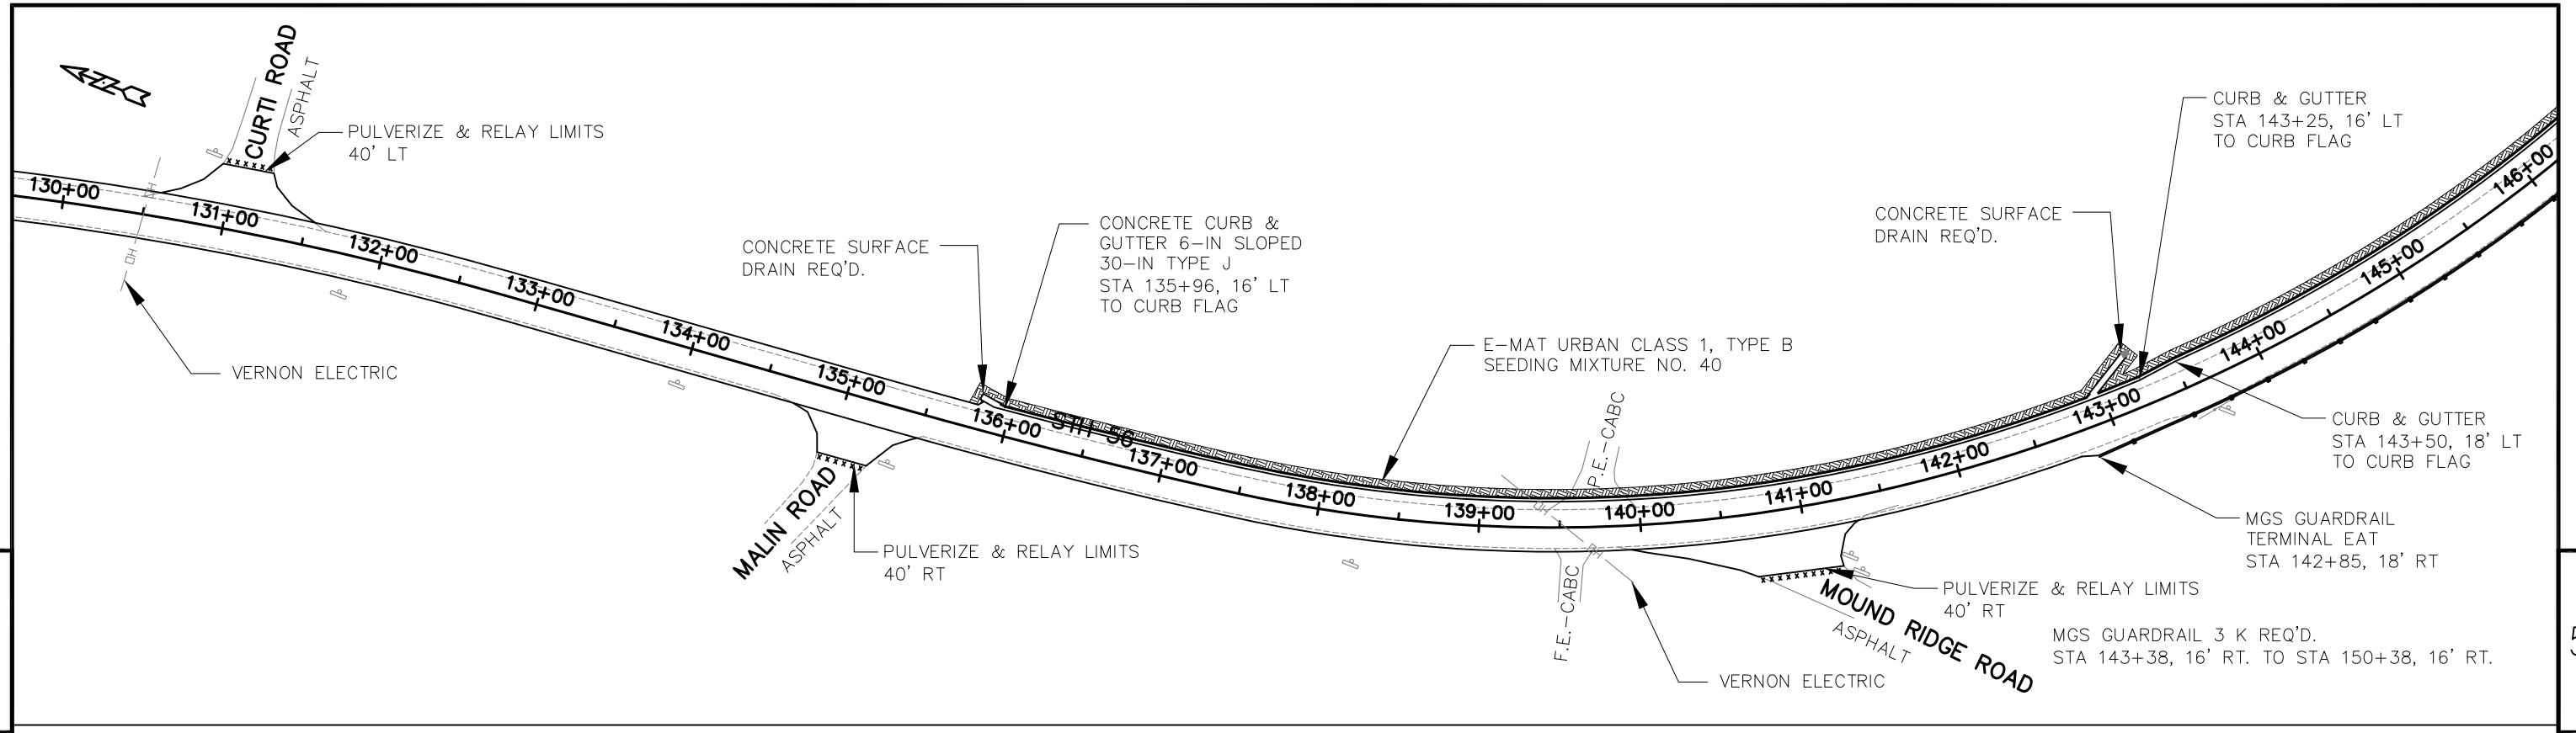 CURTI ROAD
ASPHALT
PULVERIZE & RELAY LIMITS
40' LT
130+00
131+00
132+00
133+00
134+00
135+00
136+00
137+00
138+00
139+00
140+00
141+00
142+00
143+00
144+00
145+00
146+00
OH
OH
VERNON ELECTRIC
CONCRETE SURFACE
DRAIN REQ'D.
CONCRETE CURB &
GUTTER 6-IN SLOPED
30-IN TYPE J
STA 135+96, 16' LT
TO CURB FLAG
STH 56
MALIN ROAD
ASPHALT
PULVERIZE & RELAY LIMITS
40' RT
E-MAT URBAN CLASS 1, TYPE B
SEEDING MIXTURE NO. 40
P.E.-CABC
OH
OH
F.E.-CABC
VERNON ELECTRIC
CONCRETE SURFACE
DRAIN REQ'D.
CURB & GUTTER
STA 143+25, 16' LT
TO CURB FLAG
CURB & GUTTER
STA 143+50, 18' LT
TO CURB FLAG
MGS GUARDRAIL
TERMINAL EAT
STA 142+85, 18' RT
PULVERIZE & RELAY LIMITS
40' RT
MOUND RIDGE ROAD
ASPHALT
MGS GUARDRAIL 3 K REQ'D.
STA 143+38, 16' RT. TO STA 150+38, 16' RT.